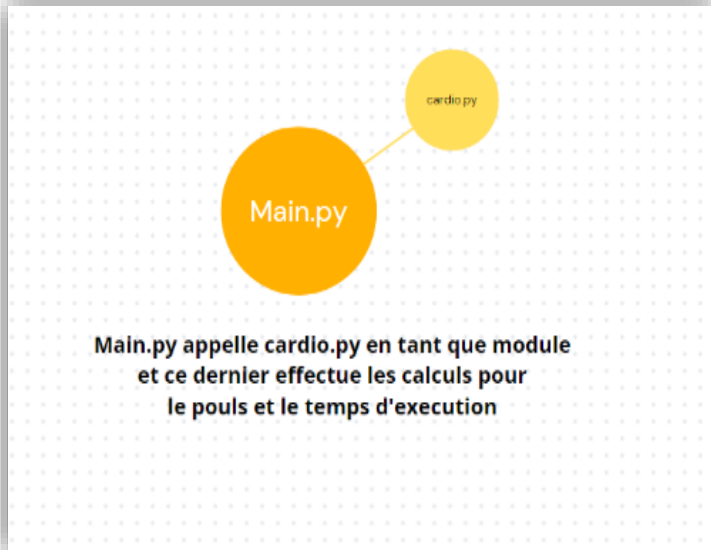 cardio.py
Main.py
Main.py appelle cardio.py en tant que module
et ce dernier effectue les calculs pour
le pouls et le temps d'execution